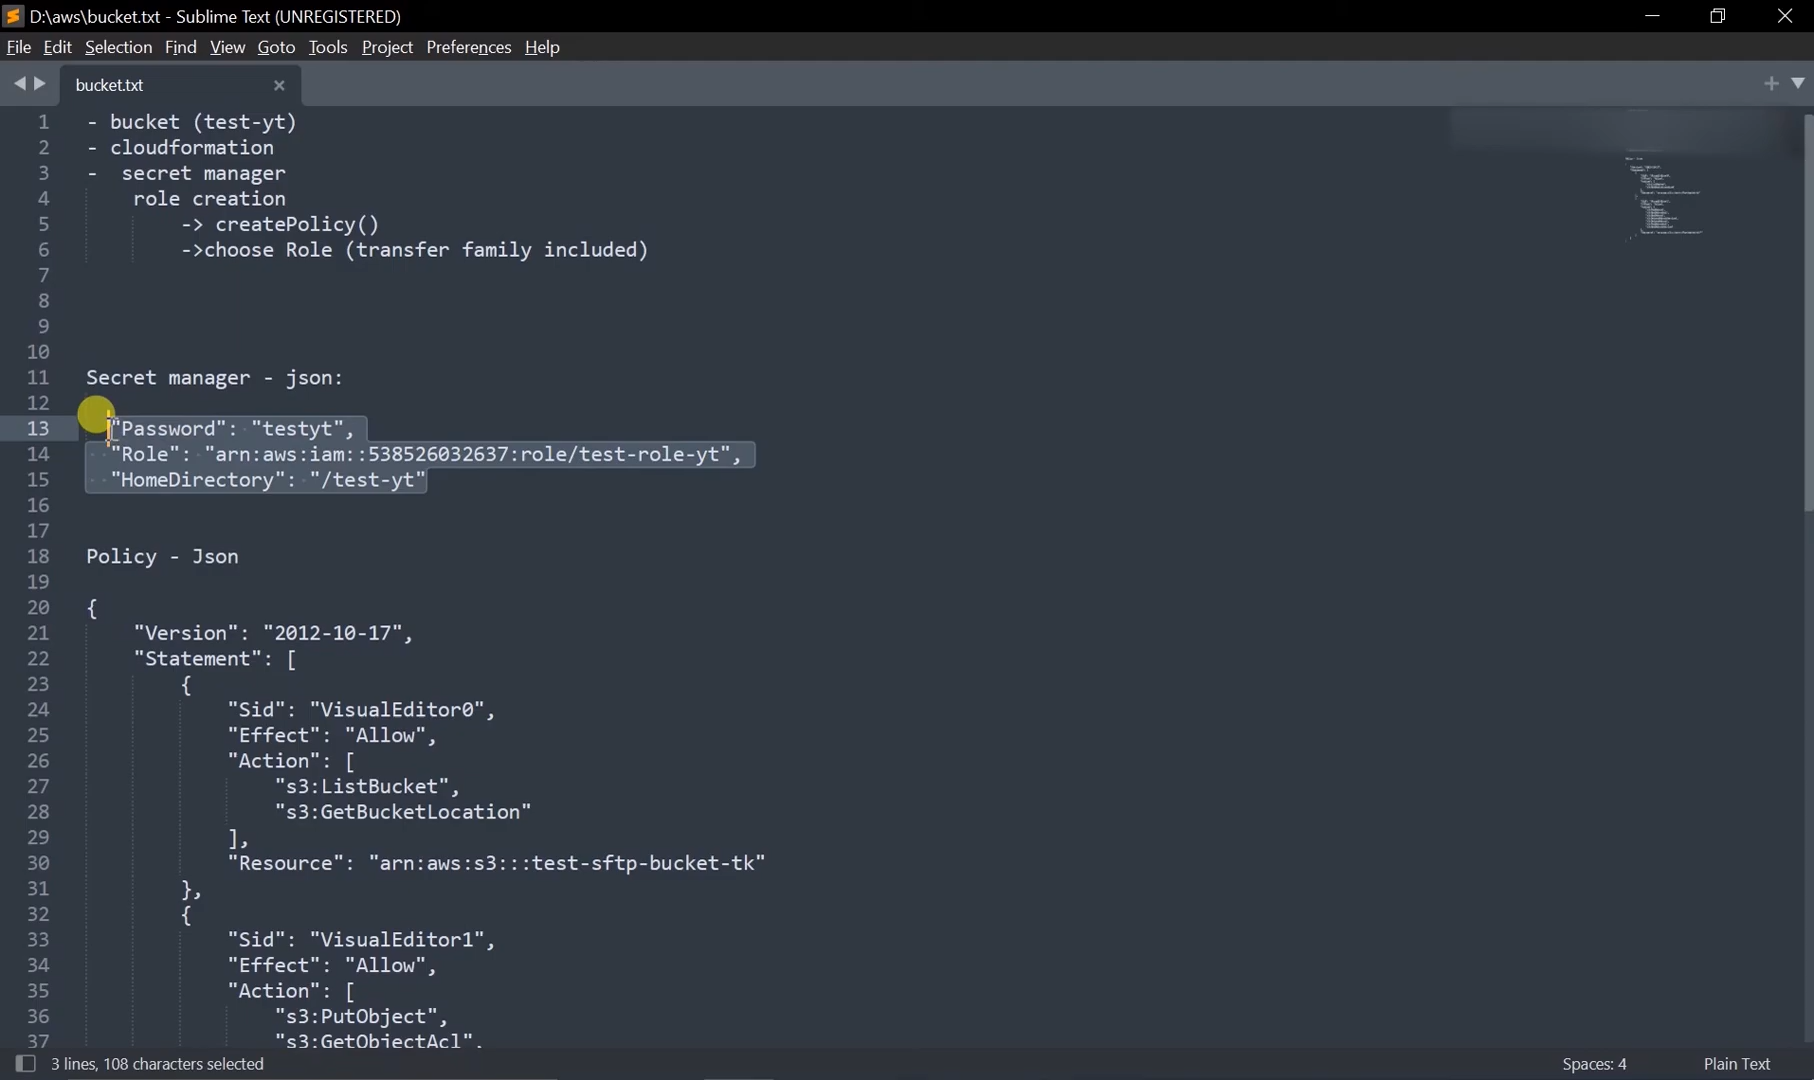 D:\aws\bucket.txt - Sublime Text (UNREGISTERED)
File Edit Selection Find View Goto Tools Project Preferences Help
bucket.txt
1 - bucket (test-yt)
2 - cloudformation
3 -  secret manager
4     role creation
5         -> createPolicy()
6         ->choose Role (transfer family included)
7
8
9
10
11 Secret manager - json:
12
13   "Password":  "testyt",
14   "Role":  "arn:aws:iam::538526032637:role/test-role-yt",
15   "HomeDirectory":  "/test-yt"
16
17
18 Policy - Json
19
20 {
21     "Version": "2012-10-17",
22     "Statement": [
23         {
24             "Sid": "VisualEditor0",
25             "Effect": "Allow",
26             "Action": [
27                 "s3:ListBucket",
28                 "s3:GetBucketLocation"
29             ],
30             "Resource": "arn:aws:s3:::test-sftp-bucket-tk"
31         },
32         {
33             "Sid": "VisualEditor1",
34             "Effect": "Allow",
35             "Action": [
36                 "s3:PutObject",
37                 "s3:GetObjectAcl",
3 lines, 108 characters selected
Spaces: 4
Plain Text